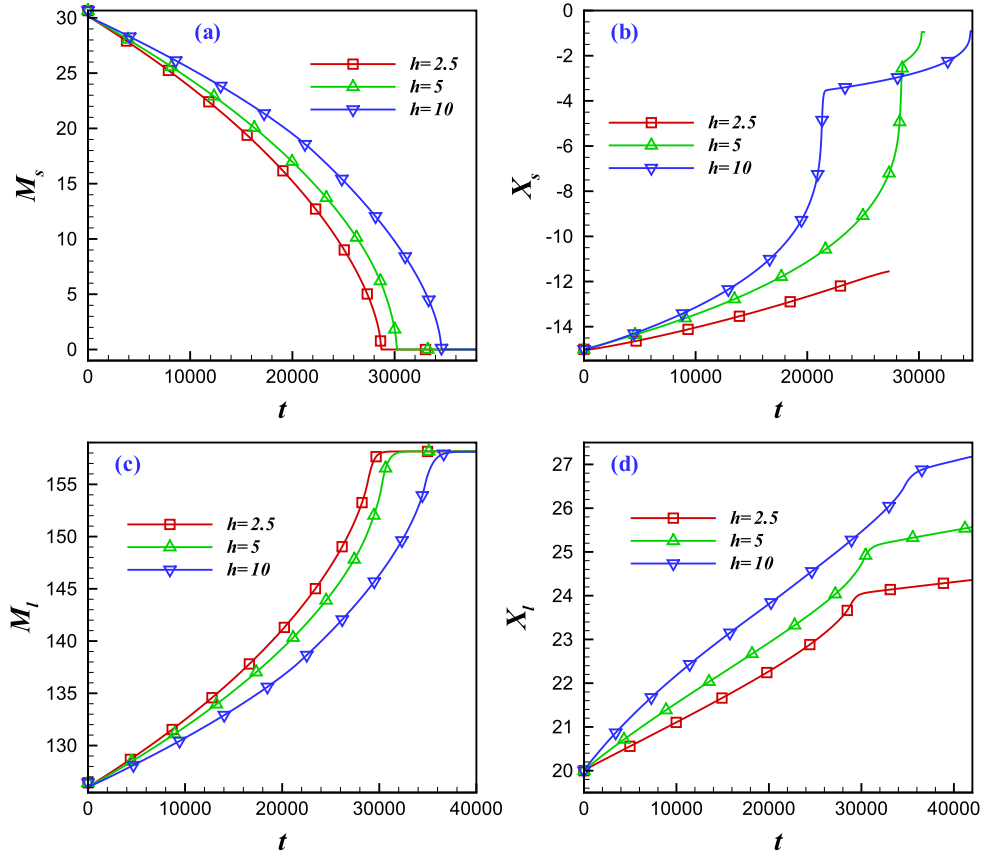 (a)
30
25
20
15
10
5
0
M_s
h=2.5
h=5
h=10
0 10000 20000 30000
t
(b)
0
-2
-4
-6
-8
-10
-12
-14
X_s
h=2.5
h=5
h=10
0 10000 20000 30000
t
(c)
155
150
145
140
135
130
M_l
h=2.5
h=5
h=10
0 10000 20000 30000 40000
t
(d)
27
26
25
24
23
22
21
20
X_l
h=2.5
h=5
h=10
0 10000 20000 30000 40000
t